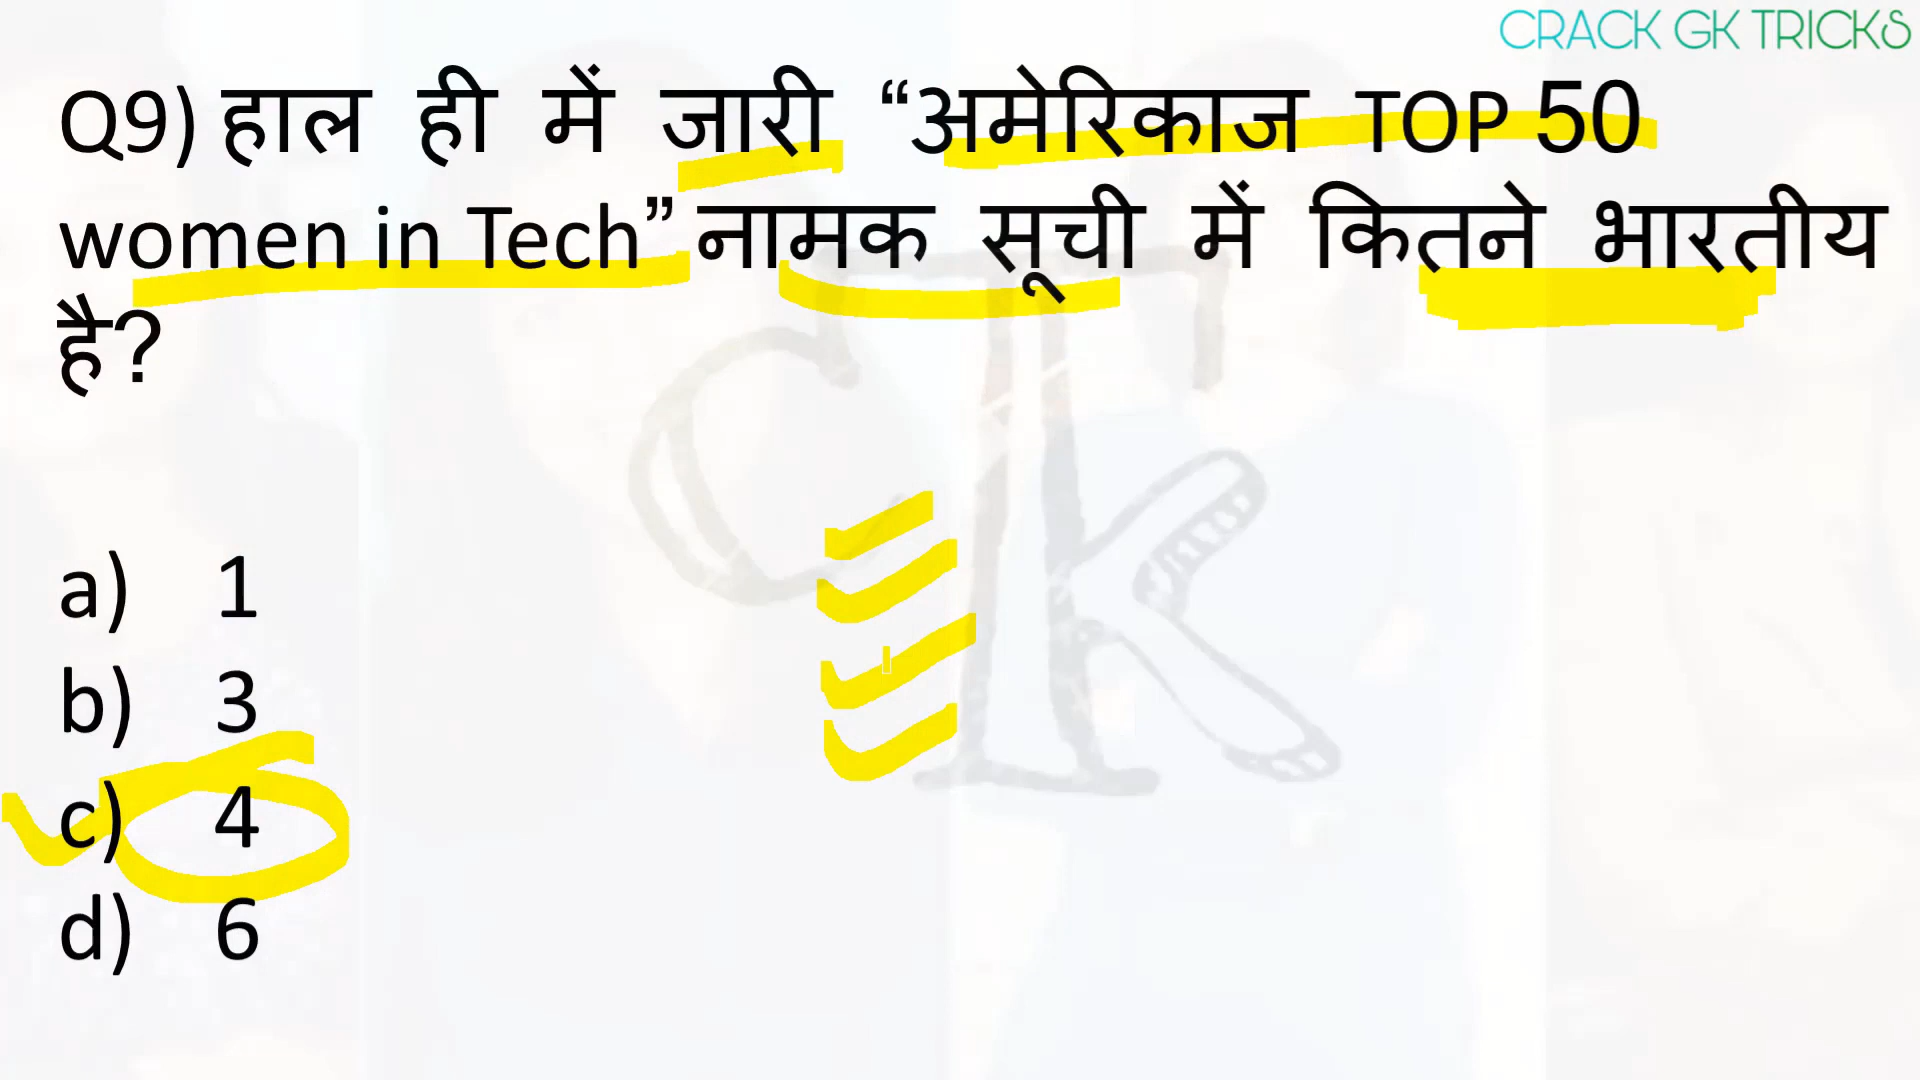 CRACK GK TRICKS
Q9) हाल ही में जारी “अमेरिकाज TOP 50
women in Tech” नामक सूची में कितने भारतीय
है?
a) 1
b) 3
c) 4
d) 6